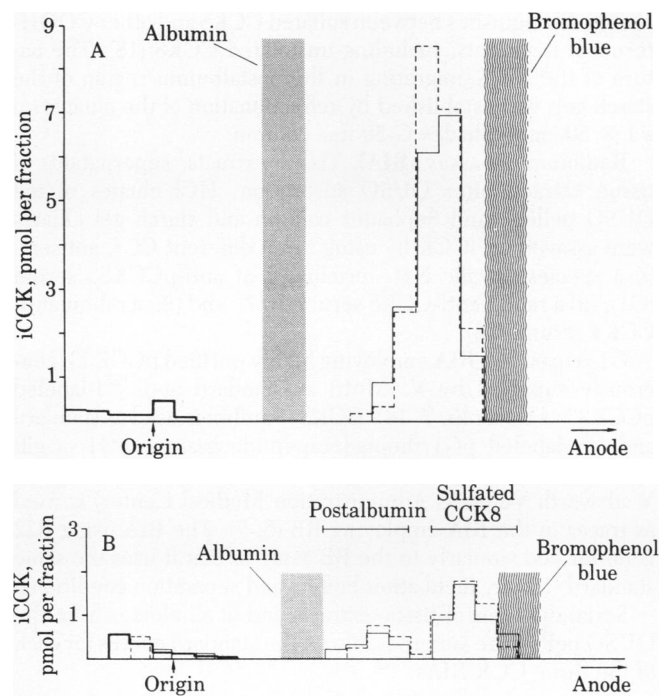 9
A
Albumin
Bromophenol
blue
7
5
3
1
iCCK, pmol per fraction
Origin
Anode
3
B
Albumin
Postalbumin
Sulfated
CCK8
Bromophenol
blue
1
iCCK,
pmol per fraction
Origin
Anode